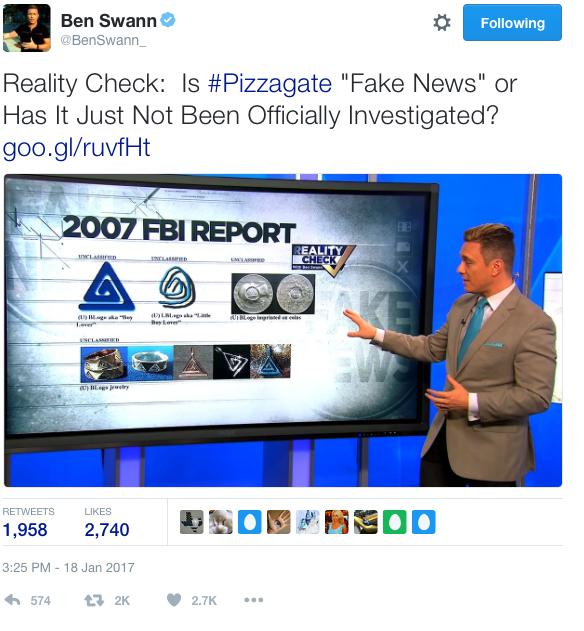 Ben Swann
@BenSwann_
Following
Reality Check: Is #Pizzagate "Fake News" or
Has It Just Not Been Officially Investigated?
goo.gl/ruvfHt
2007 FBI REPORT
REALITY
CHECK
With Ben Swann
UNCLASSIFIED
UNCLASSIFIED
UNCLASSIFIED
(U) BLogo aka "Boy
Lover"
(U) LBLogo aka "Little
Boy Lover"
(U) BLogo imprinted on coins
UNCLASSIFIED
(U) BLogo jewelry
FAKE
NEWS
RETWEETS
1,958
LIKES
2,740
3:25 PM - 18 Jan 2017
574
2K
2.7K